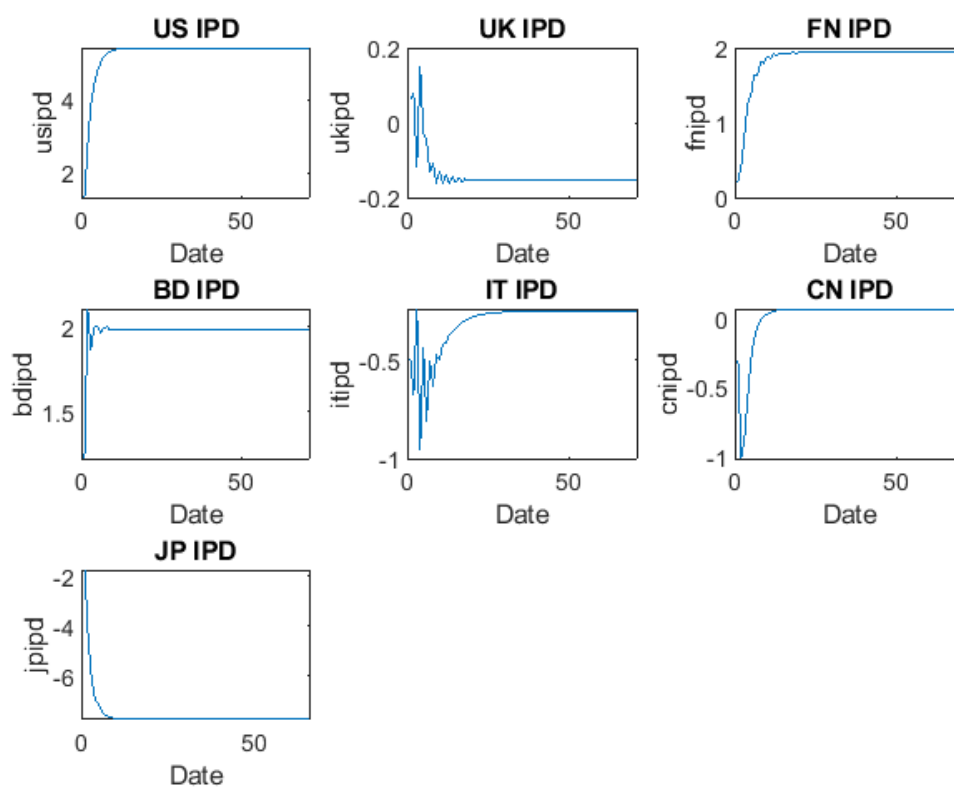 US IPD
usipd
4
2
0
50
Date
UK IPD
ukipd
0.2
0
-0.2
0
50
Date
FN IPD
fnipd
2
1
0
0
50
Date
BD IPD
bdipd
2
1.5
0
50
Date
IT IPD
itipd
-0.5
-1
0
50
Date
CN IPD
cnipd
0
-0.5
-1
0
50
Date
JP IPD
jpipd
-2
-4
-6
0
50
Date